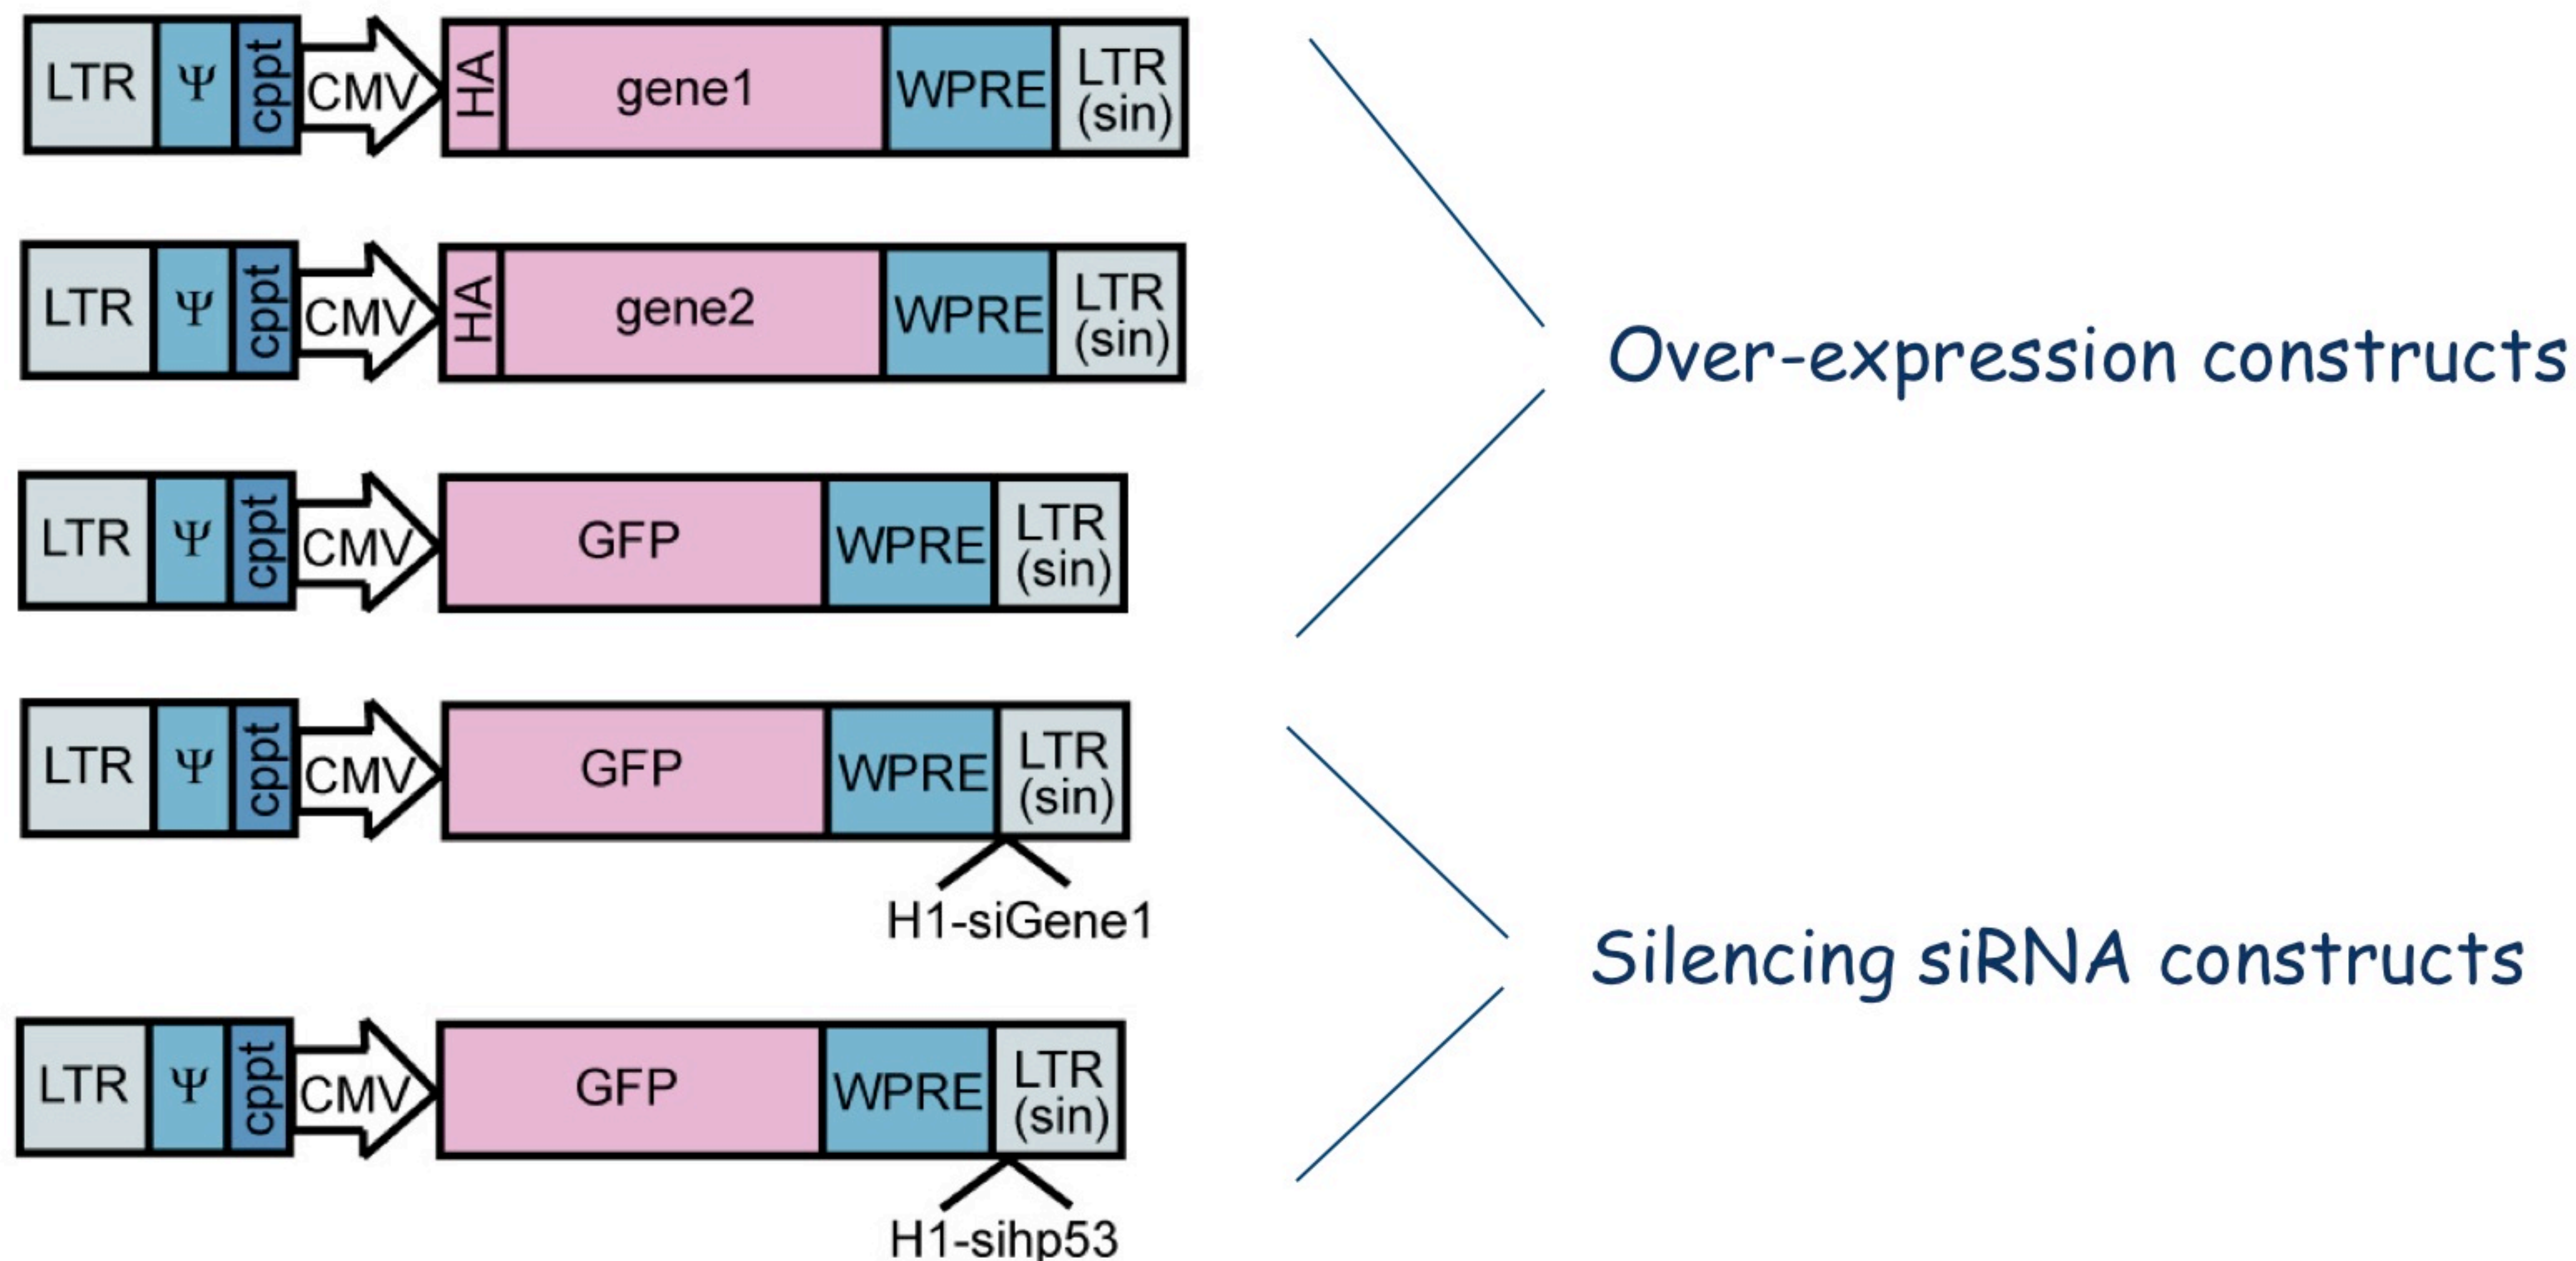 LTR Ψ cppt CMV HA gene1 WPRE LTR (sin)
LTR Ψ cppt CMV HA gene2 WPRE LTR (sin)
Over-expression constructs
LTR Ψ cppt CMV GFP WPRE LTR (sin)
LTR Ψ cppt CMV GFP WPRE LTR (sin)
H1-siGene1
Silencing siRNA constructs
LTR Ψ cppt CMV GFP WPRE LTR (sin)
H1-sihp53